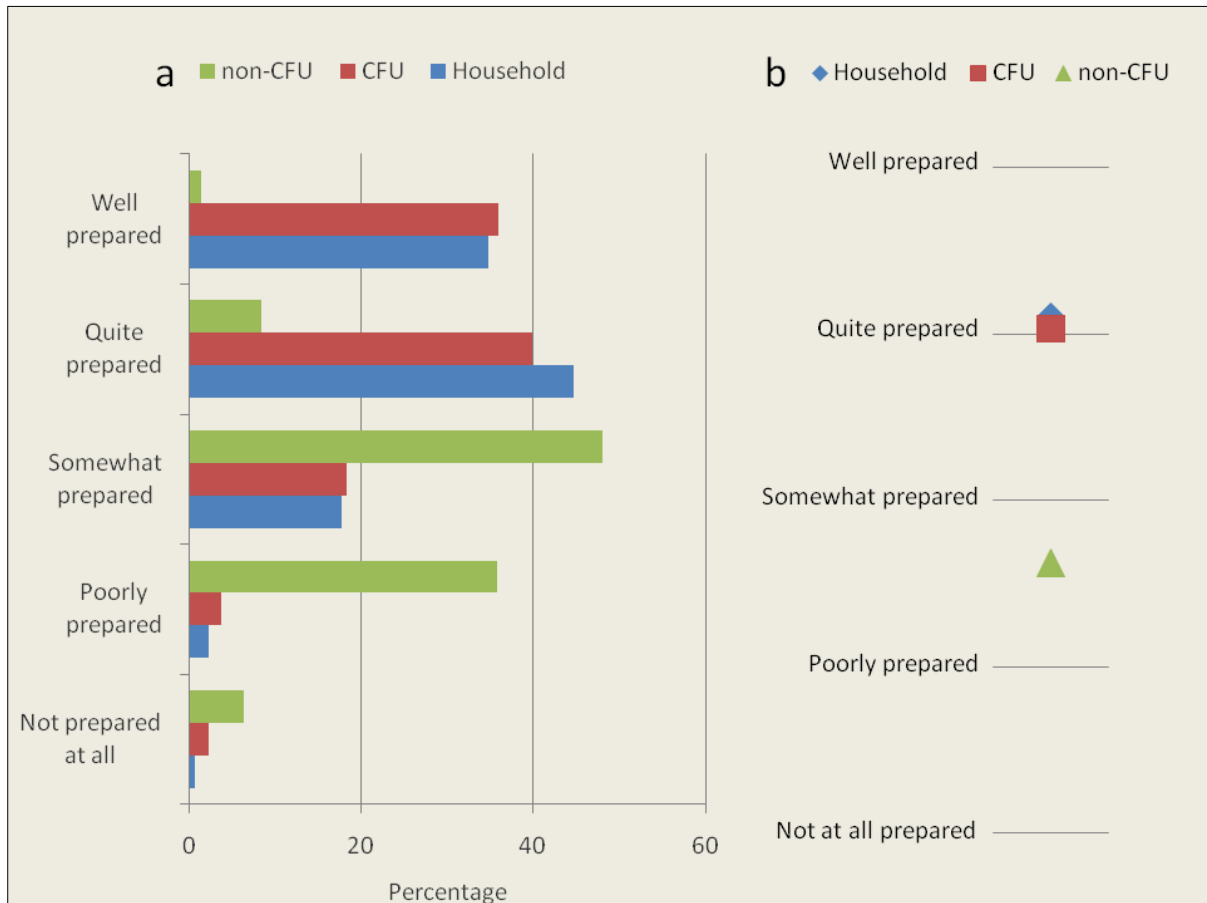 a non-CFU CFU Household
Well
prepared
Quite
prepared
Somewhat
prepared
Poorly
prepared
Not prepared
at all
0 20 40 60
Percentage
b Household CFU non-CFU
Well prepared
Quite prepared
Somewhat prepared
Poorly prepared
Not at all prepared